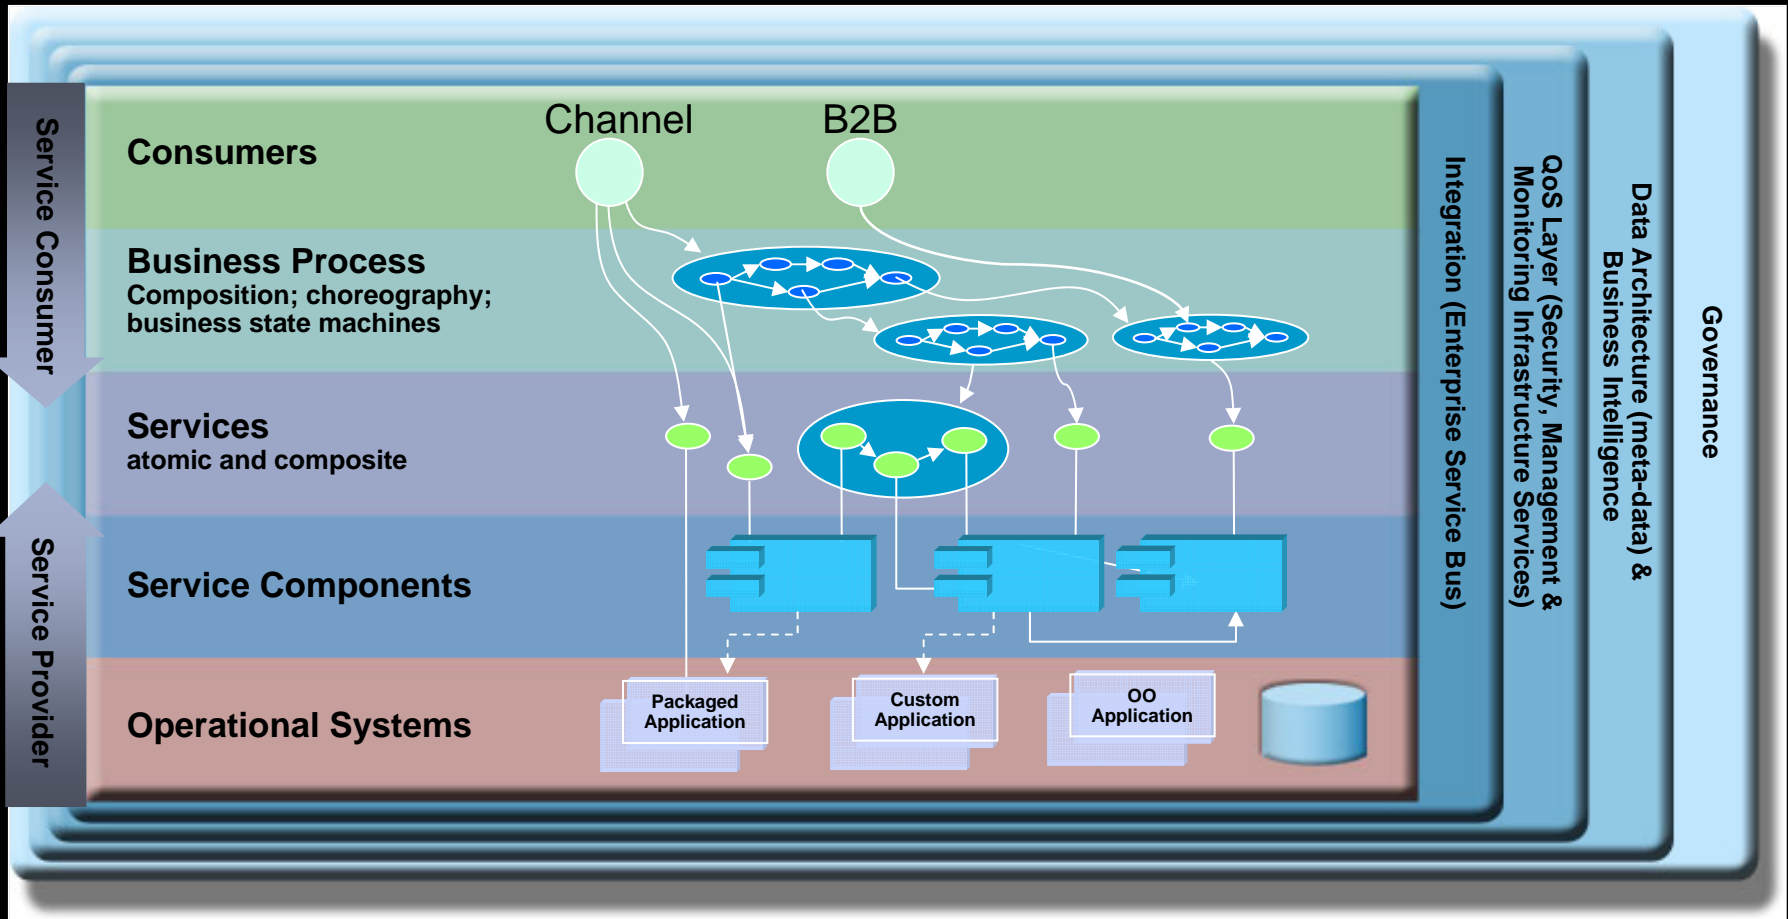 Channel
B2B
Consumers
Business Process
Composition; choreography;
business state machines
Services
atomic and composite
Service Components
Operational Systems
Packaged
Application
Custom
Application
OO
Application
Service Consumer
Service Provider
Integration (Enterprise Service Bus)
QoS Layer (Security, Management &
Monitoring Infrastructure Services)
Data Architecture (meta-data) &
Business Intelligence
Governance